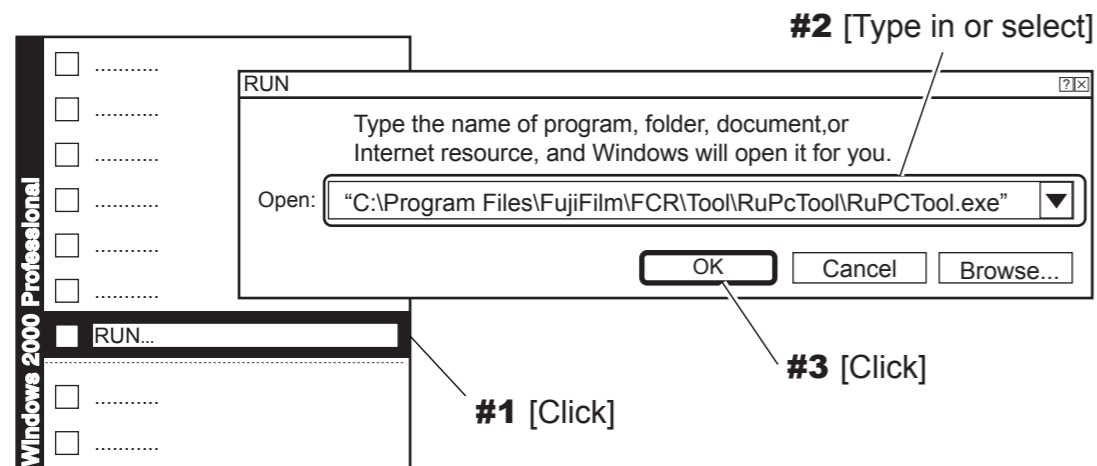 #2 [Type in or select]
...........
RUN
?×
...........
Type the name of program, folder, document,or
Internet resource, and Windows will open it for you.
...........
...........
Open:
“C:\Program Files\FujiFilm\FCR\Tool\RuPcTool\RuPCTool.exe”
...........
OK
Cancel
Browse...
...........
RUN...
#3 [Click]
#1 [Click]
...........
...........
Windows 2000 Professional